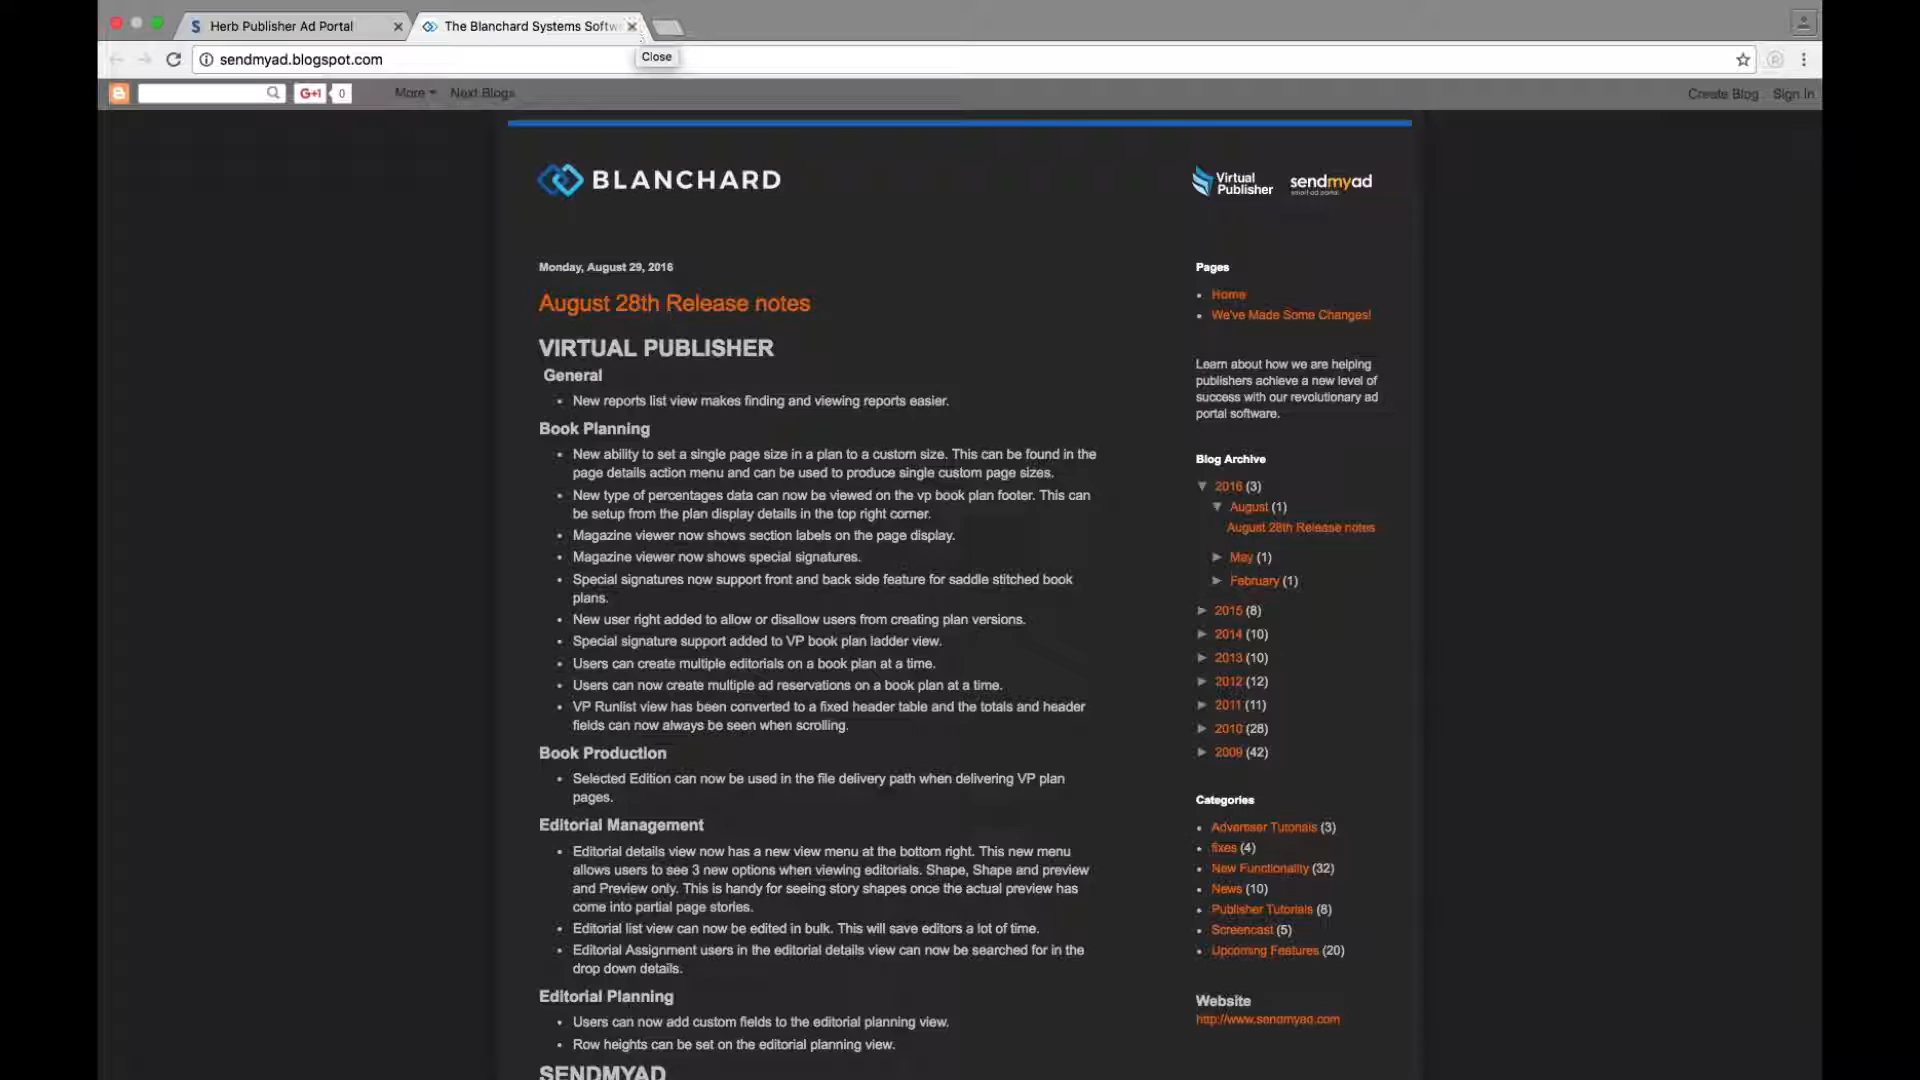 Herb Publisher Ad Portal
The Blanchard Systems Softw
Close
sendmyad.blogspot.com
G+1 0
More
Next Blogs
Create Blog
Sign In
BLANCHARD
Virtual
Publisher
sendmyad
smart ad portal
Monday, August 29, 2016
August 28th Release notes
VIRTUAL PUBLISHER
General
New reports list view makes finding and viewing reports easier.
Book Planning
New ability to set a single page size in a plan to a custom size. This can be found in the
page details action menu and can be used to produce single custom page sizes.
New type of percentages data can now be viewed on the vp book plan footer. This can
be setup from the plan display details in the top right corner.
Magazine viewer now shows section labels on the page display.
Magazine viewer now shows special signatures.
Special signatures now support front and back side feature for saddle stitched book
plans.
New user right added to allow or disallow users from creating plan versions.
Special signature support added to VP book plan ladder view.
Users can create multiple editorials on a book plan at a time.
Users can now create multiple ad reservations on a book plan at a time.
VP Runlist view has been converted to a fixed header table and the totals and header
fields can now always be seen when scrolling.
Book Production
Selected Edition can now be used in the file delivery path when delivering VP plan
pages.
Editorial Management
Editorial details view now has a new view menu at the bottom right. This new menu
allows users to see 3 new options when viewing editorials. Shape, Shape and preview
and Preview only. This is handy for seeing story shapes once the actual preview has
come into partial page stories.
Editorial list view can now be edited in bulk. This will save editors a lot of time.
Editorial Assignment users in the editorial details view can now be searched for in the
drop down details.
Editorial Planning
Users can now add custom fields to the editorial planning view.
Row heights can be set on the editorial planning view.
SENDMYAD
Pages
Home
We've Made Some Changes!
Learn about how we are helping
publishers achieve a new level of
success with our revolutionary ad
portal software.
Blog Archive
▼ 2016 (3)
▼ August (1)
August 28th Release notes
► May (1)
► February (1)
► 2015 (8)
► 2014 (10)
► 2013 (10)
► 2012 (12)
► 2011 (11)
► 2010 (28)
► 2009 (42)
Categories
Advertiser Tutorials (3)
fixes (4)
New Functionality (32)
News (10)
Publisher Tutorials (8)
Screencast (5)
Upcoming Features (20)
Website
http://www.sendmyad.com